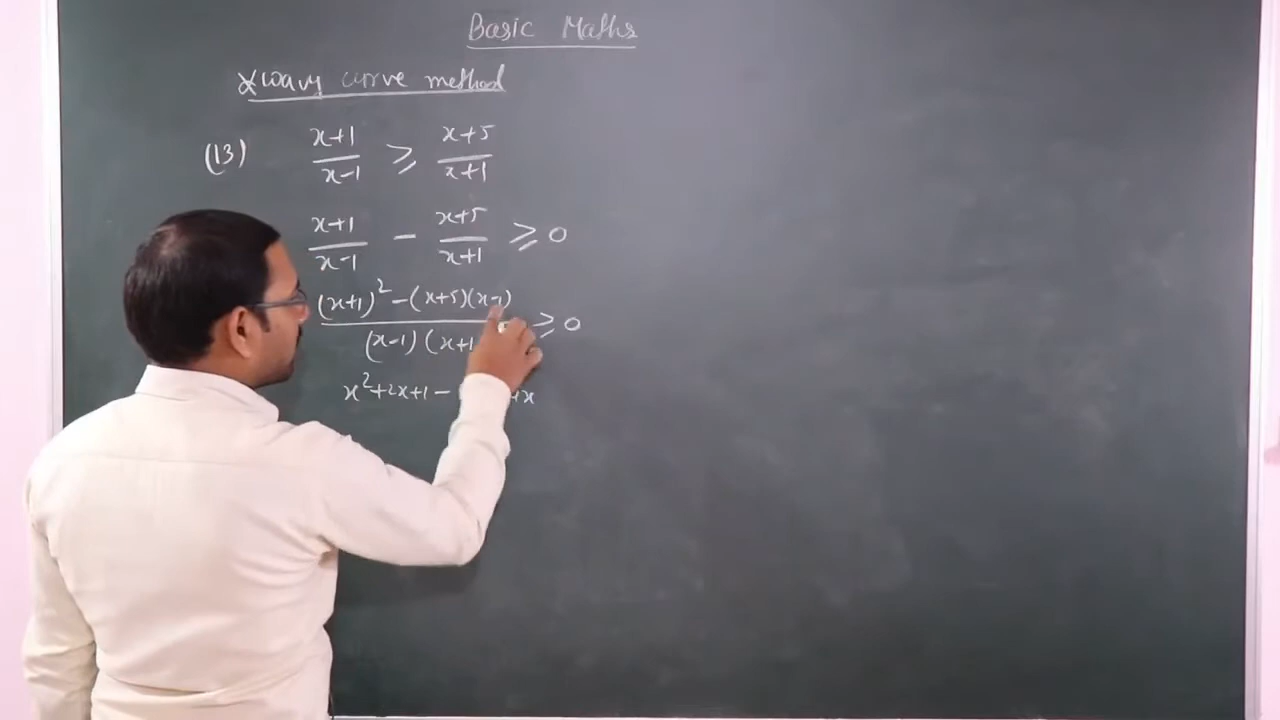 Basic Maths
* wavy curve method
(13) x+1/x-1 ≥ x+5/x+1
x+1/x-1 - x+5/x+1 ≥ 0
(x+1)² - (x+5)(x-1)/(x-1)(x+1 ≥ 0
x²+2x+1 - +x